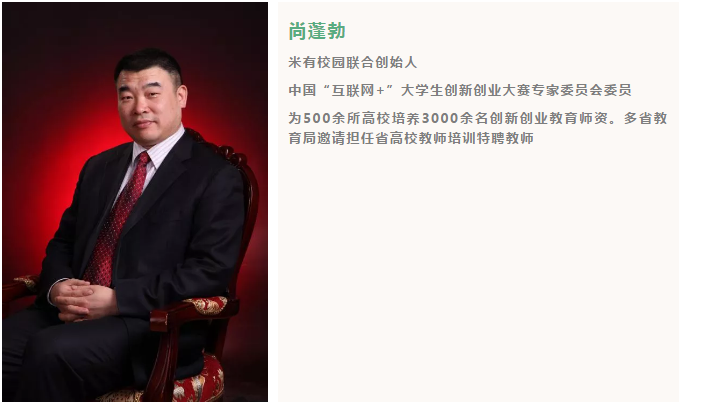 尚蓬勃
米有校园联合创始人
中国“互联网+”大学生创新创业大赛专家委员会委员
为500余所高校培养3000余名创新创业教育师资。多省教
育局邀请担任省高校教师培训特聘教师